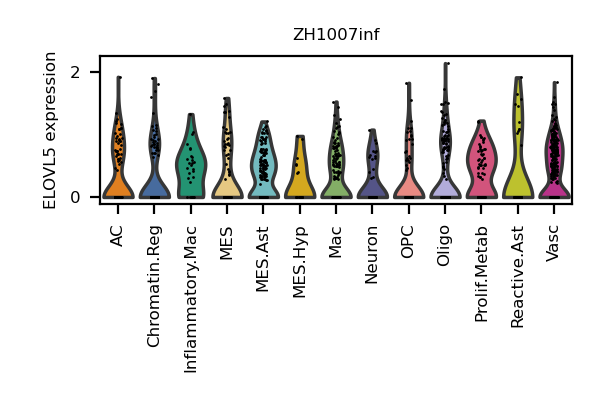 ZH1007inf
ELOVL5 expression
2
0
AC
Chromatin.Reg
Inflammatory.Mac
MES
MES.Ast
MES.Hyp
Mac
Neuron
OPC
Oligo
Prolif.Metab
Reactive.Ast
Vasc